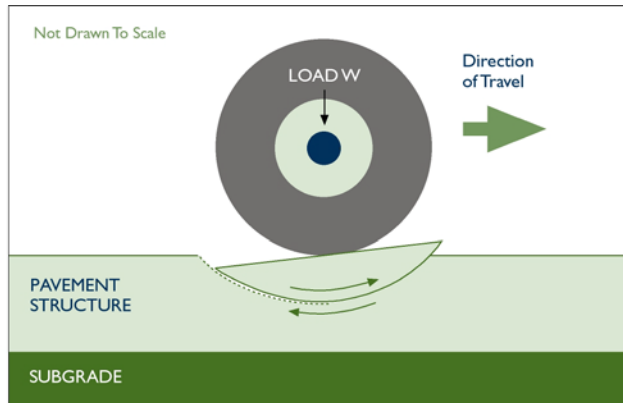 Not Drawn To Scale
LOAD W
Direction
of Travel
PAVEMENT
STRUCTURE
SUBGRADE